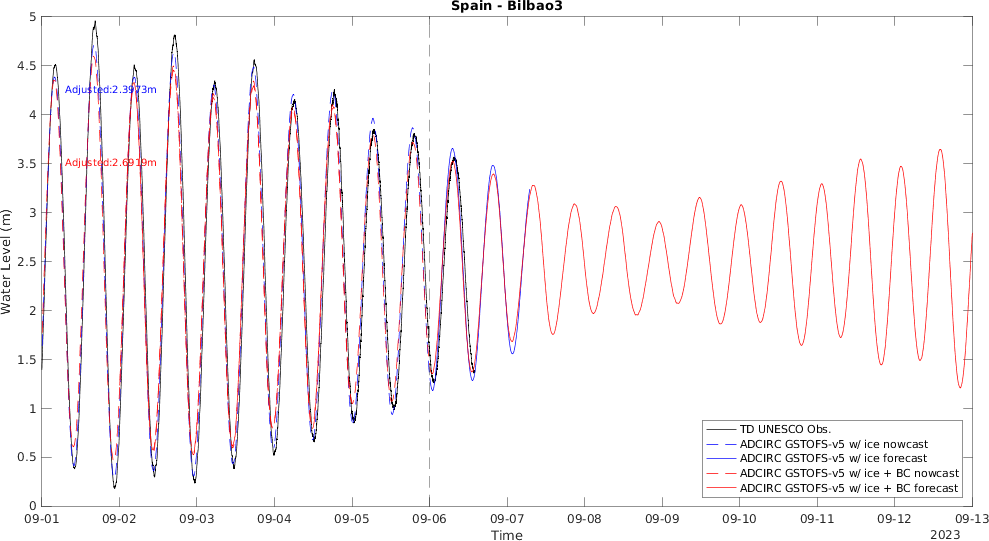 Spain - Bilbao3
5
4.5
4
3.5
3
2.5
2
1.5
1
0.5
0
Water Level (m)
Adjusted:2.3973m
Adjusted:2.6919m
TD UNESCO Obs.
ADCIRC GSTOFS-v5 w/ ice nowcast
ADCIRC GSTOFS-v5 w/ ice forecast
ADCIRC GSTOFS-v5 w/ ice + BC nowcast
ADCIRC GSTOFS-v5 w/ ice + BC forecast
09-01 09-02 09-03 09-04 09-05 09-06 09-07 09-08 09-09 09-10 09-11 09-12 09-13
Time
2023